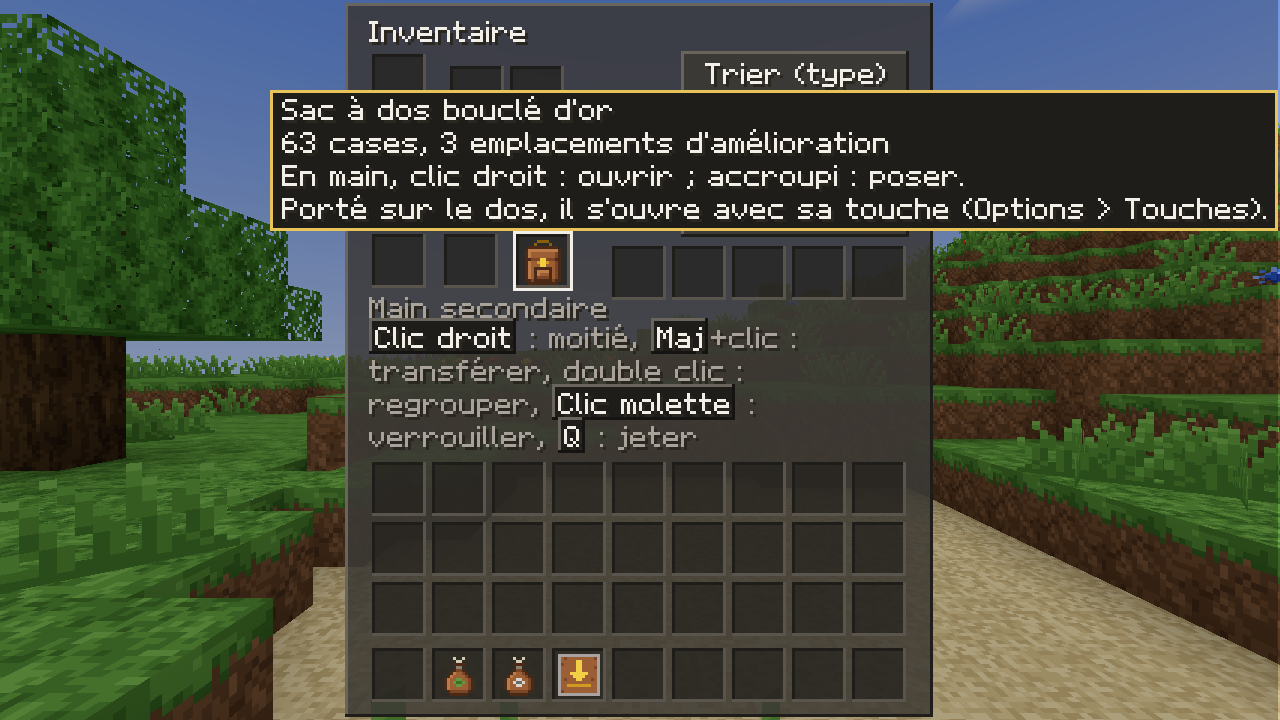 Inventaire
Trier (type)
Sac à dos bouclé d'or
63 cases, 3 emplacements d'amélioration
En main, clic droit : ouvrir ; accroupi : poser.
Porté sur le dos, il s'ouvre avec sa touche (Options > Touches).
Main secondaire
Clic droit : moitié, Maj+clic :
transférer, double clic :
regrouper, Clic molette :
verrouiller, Q : jeter